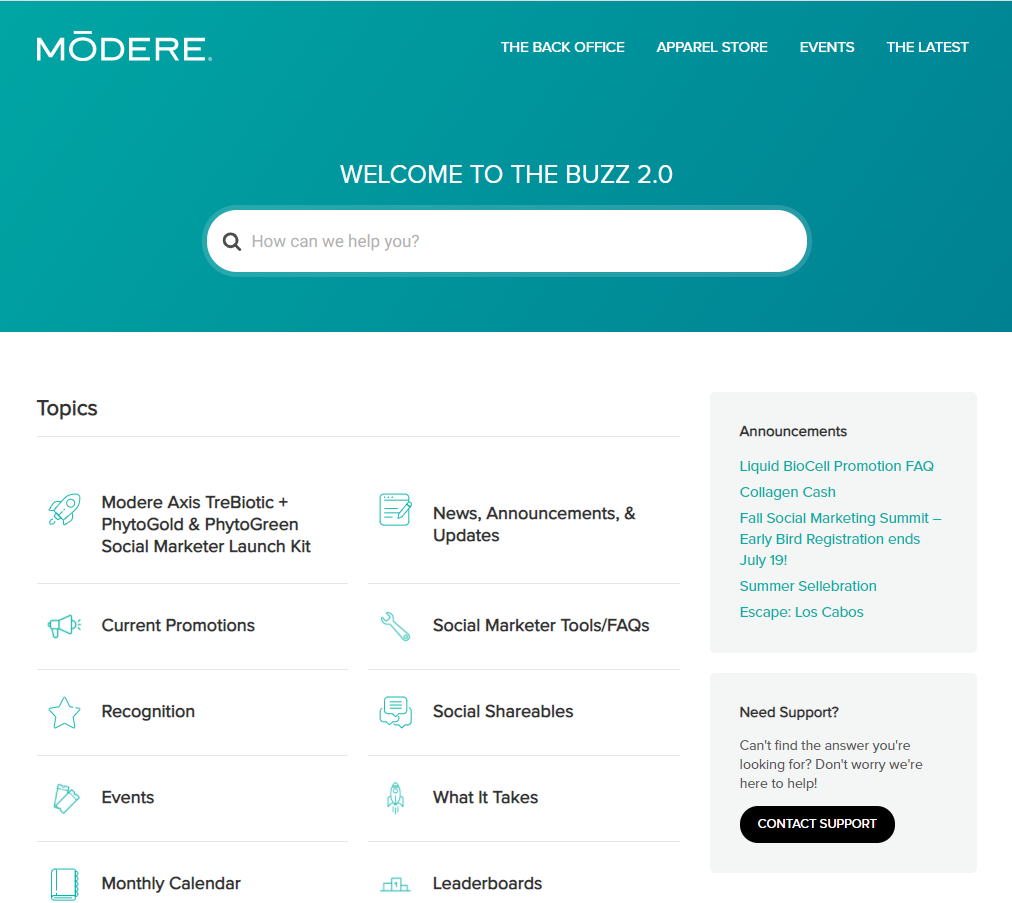 MŌDERE.
THE BACK OFFICE
APPAREL STORE
EVENTS
THE LATEST
WELCOME TO THE BUZZ 2.0
How can we help you?
Topics
Modere Axis TreBiotic +
PhytoGold & PhytoGreen
Social Marketer Launch Kit
News, Announcements, &
Updates
Current Promotions
Social Marketer Tools/FAQs
Recognition
Social Shareables
Events
What It Takes
Monthly Calendar
Leaderboards
Announcements
Liquid BioCell Promotion FAQ
Collagen Cash
Fall Social Marketing Summit –
Early Bird Registration ends
July 19!
Summer Sellebration
Escape: Los Cabos
Need Support?
Can't find the answer you're
looking for? Don't worry we're
here to help!
CONTACT SUPPORT